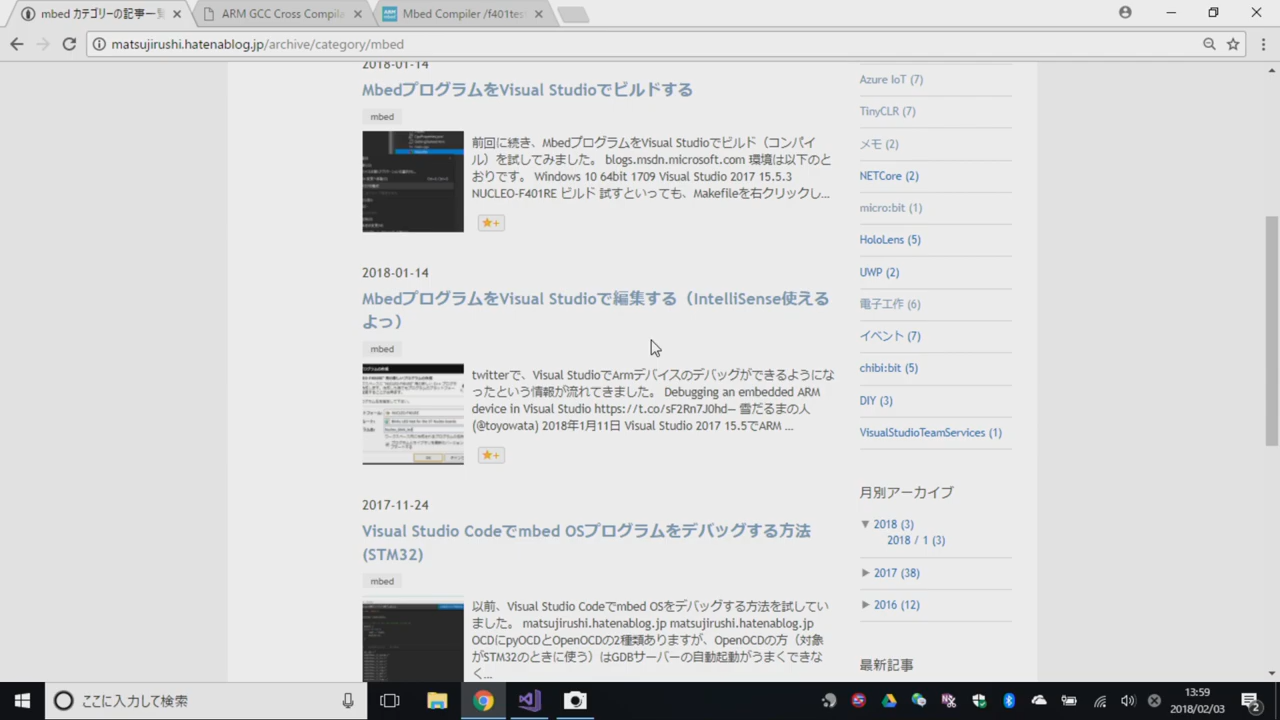 mbed カテゴリーの記事一覧
ARM GCC Cross Compile
Mbed Compiler /f401tes
matsujirushi.hatenablog.jp/archive/category/mbed
2018-01-14
MbedプログラムをVisual Studioでビルドする
mbed
前回に続き、MbedプログラムをVisual Studioでビルド（コンパイ
ル）を試してみました。 blogs.msdn.microsoft.com 環境は以下のと
おりです。 Windows 10 64bit 1709 Visual Studio 2017 15.5.3
NUCLEO-F401RE ビルド 試すといっても、Makefileを右クリックし...
★+
2018-01-14
MbedプログラムをVisual Studioで編集する（IntelliSense使える
よっ）
mbed
twitterで、Visual StudioでArmデバイスのデバッグができるようにな
ったという情報が流れてきました。 Debugging an embedded ARM
device in Visual Studio https://t.co/sF2Rn7J0hd— 雪だるまの人
(@toyowata) 2018年1月11日 Visual Studio 2017 15.5でARM ...
★+
2017-11-24
Visual Studio Codeでmbed OSプログラムをデバッグする方法
(STM32)
mbed
以前、Visual Studio Codeでmbed OSをデバッグする方法を試してい
ました。 matsujirushi.hatenablog.jp matsujirushi.hatenablog.jp
OCDにpyOCDとOpenOCDの2種がありますが、OpenOCDの方（対象
がSTM32のときに使う）はGDBサーバーの自動起動がうまくできな
く...
Azure IoT (7)
TinyCLR (7)
メモ (2)
NETCore (2)
micro:bit (1)
HoloLens (5)
UWP (2)
電子工作 (6)
イベント (7)
chibi:bit (5)
DIY (3)
VisualStudioTeamServices (1)
月別アーカイブ
▼ 2018 (3)
2018 / 1 (3)
▶ 2017 (38)
▶ 2016 (12)
ここに入力して検索
13:59
2018/02/03
2